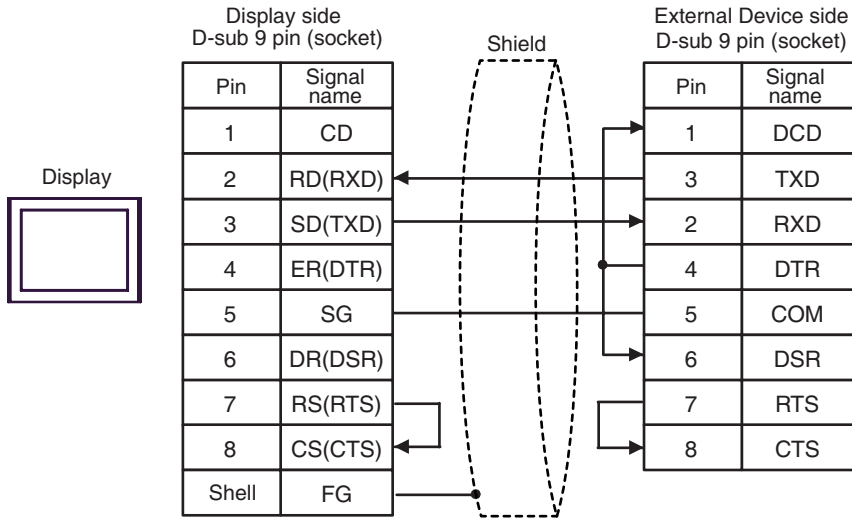 Display side
D-sub 9 pin (socket)
Shield
External Device side
D-sub 9 pin (socket)
Pin Signal name
1 CD
2 RD(RXD)
3 SD(TXD)
4 ER(DTR)
5 SG
6 DR(DSR)
7 RS(RTS)
8 CS(CTS)
Shell FG
Display
Pin Signal name
1 DCD
3 TXD
2 RXD
4 DTR
5 COM
6 DSR
7 RTS
8 CTS